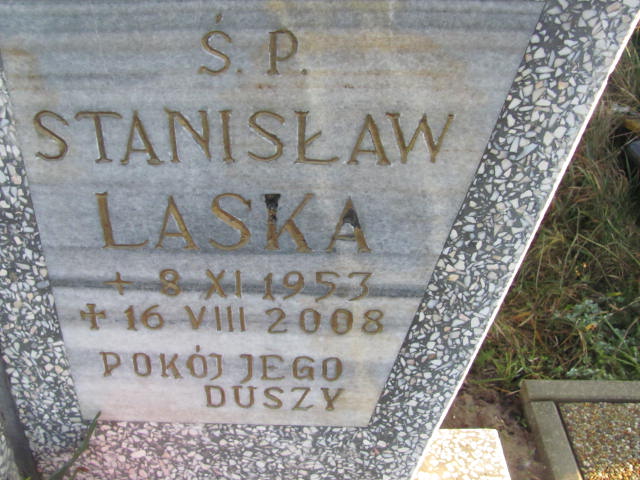 Ś. P.
STANISŁAW
LASKA
+ 8 XI 1953
✝ 16 VIII 2008
POKÓJ JEGO
DUSZY